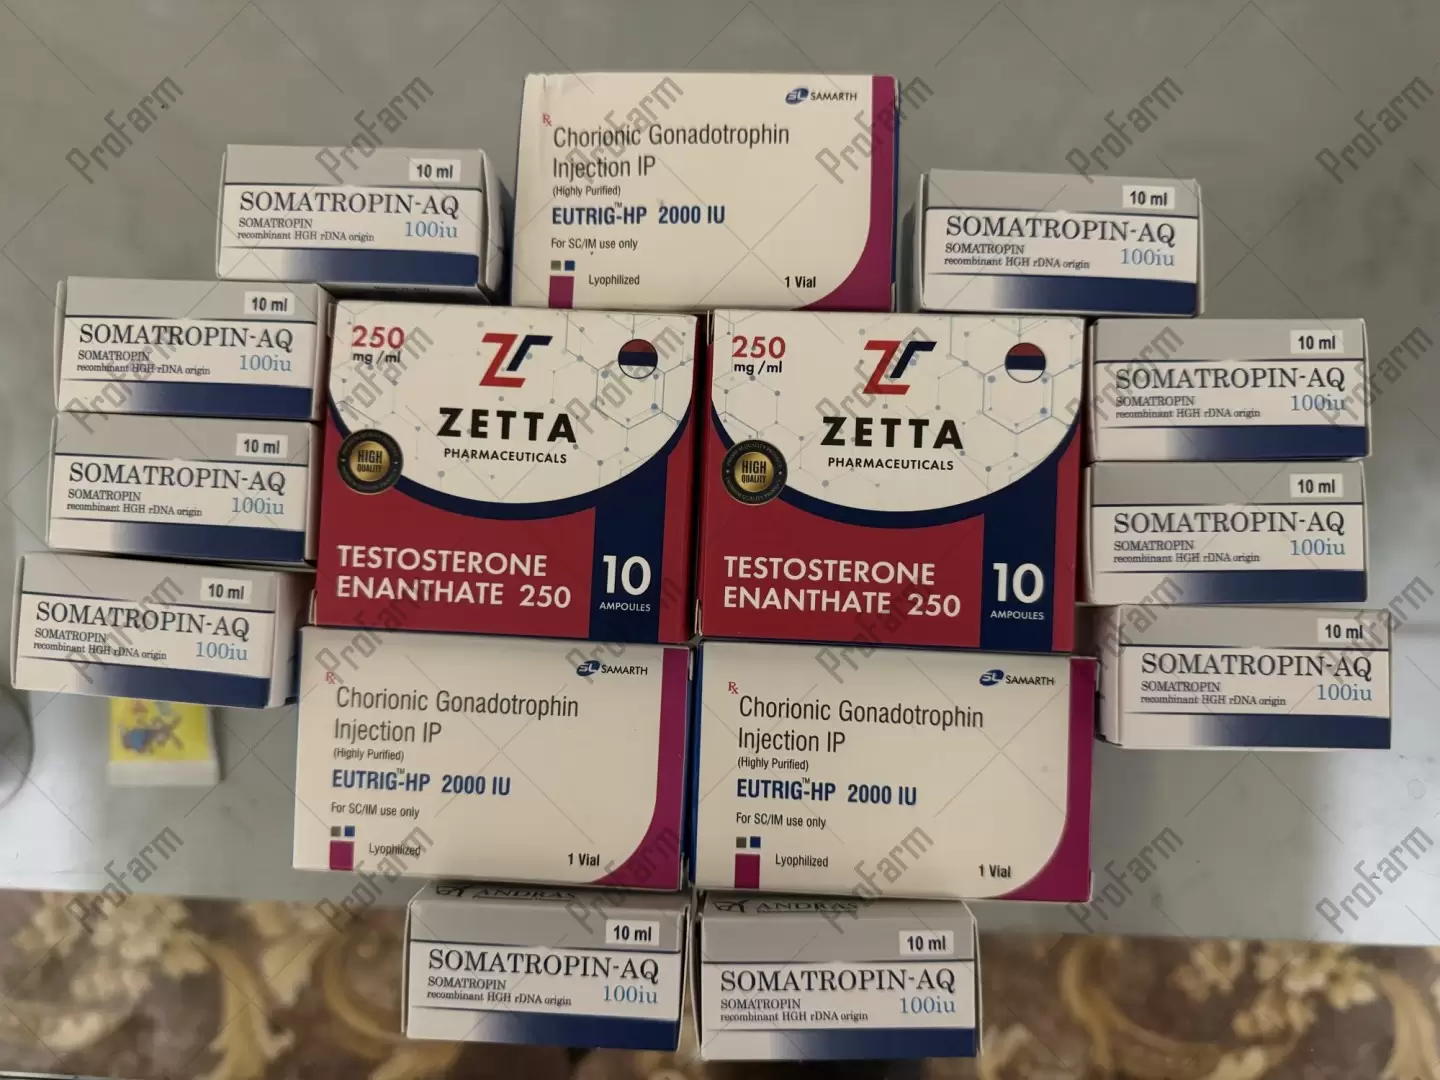 SAMARTH
Rx
Chorionic Gonadotrophin
Injection IP
(Highly Purified)
EUTRIG™-HP 2000 IU
For SC/IM use only
Lyophilized
1 Vial
10 ml
SOMATROPIN-AQ
SOMATROPIN
100iu
recombinant HGH rDNA origin
10 ml
SOMATROPIN-AQ
SOMATROPIN
100iu
recombinant HGH rDNA origin
10 ml
SOMATROPIN-AQ
SOMATROPIN
100iu
recombinant HGH rDNA origin
10 ml
SOMATROPIN-AQ
SOMATROPIN
100iu
recombinant HGH rDNA origin
10 ml
SOMATROPIN-AQ
SOMATROPIN
100iu
recombinant HGH rDNA origin
250
mg/ml
ZETTA
PHARMACEUTICALS
HIGH
QUALITY
TESTOSTERONE
ENANTHATE 250
10
AMPOULES
250
mg/ml
ZETTA
PHARMACEUTICALS
HIGH
QUALITY
TESTOSTERONE
ENANTHATE 250
10
AMPOULES
10 ml
SOMATROPIN-AQ
SOMATROPIN
100iu
recombinant HGH rDNA origin
10 ml
SOMATROPIN-AQ
SOMATROPIN
100iu
recombinant HGH rDNA origin
10 ml
SOMATROPIN-AQ
SOMATROPIN
100iu
recombinant HGH rDNA origin
SAMARTH
Rx
Chorionic Gonadotrophin
Injection IP
(Highly Purified)
EUTRIG™-HP 2000 IU
For SC/IM use only
Lyophilized
1 Vial
SAMARTH
Rx
Chorionic Gonadotrophin
Injection IP
(Highly Purified)
EUTRIG™-HP 2000 IU
For SC/IM use only
Lyophilized
1 Vial
ANDRAS
10 ml
SOMATROPIN-AQ
SOMATROPIN
100iu
recombinant HGH rDNA origin
ANDRAS
10 ml
SOMATROPIN-AQ
SOMATROPIN
100iu
recombinant HGH rDNA origin
ProFarm